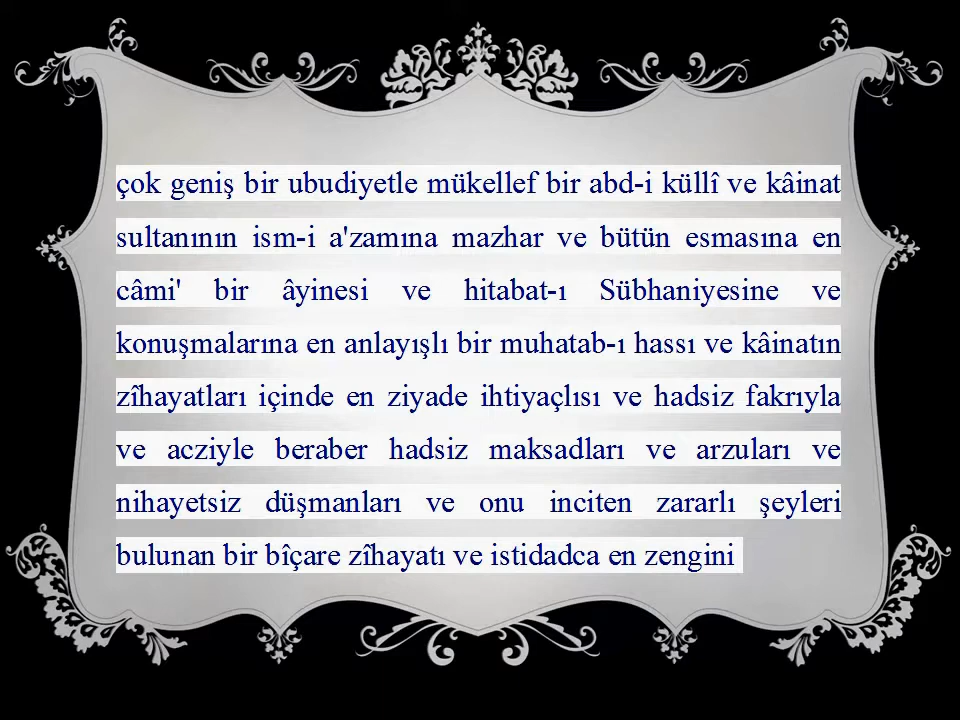 çok geniş bir ubudiyetle mükellef bir abd-i küllî ve kâinat
sultanının ism-i a'zamına mazhar ve bütün esmasına en
câmi' bir âyinesi ve hitabat-ı Sübhaniyesine ve
konuşmalarına en anlayışlı bir muhatab-ı hassı ve kâinatın
zîhayatları içinde en ziyade ihtiyaçlısı ve hadsiz fakrıyla
ve acziyle beraber hadsiz maksadları ve arzuları ve
nihayetsiz düşmanları ve onu inciten zararlı şeyleri
bulunan bir bîçare zîhayatı ve istidadca en zengini